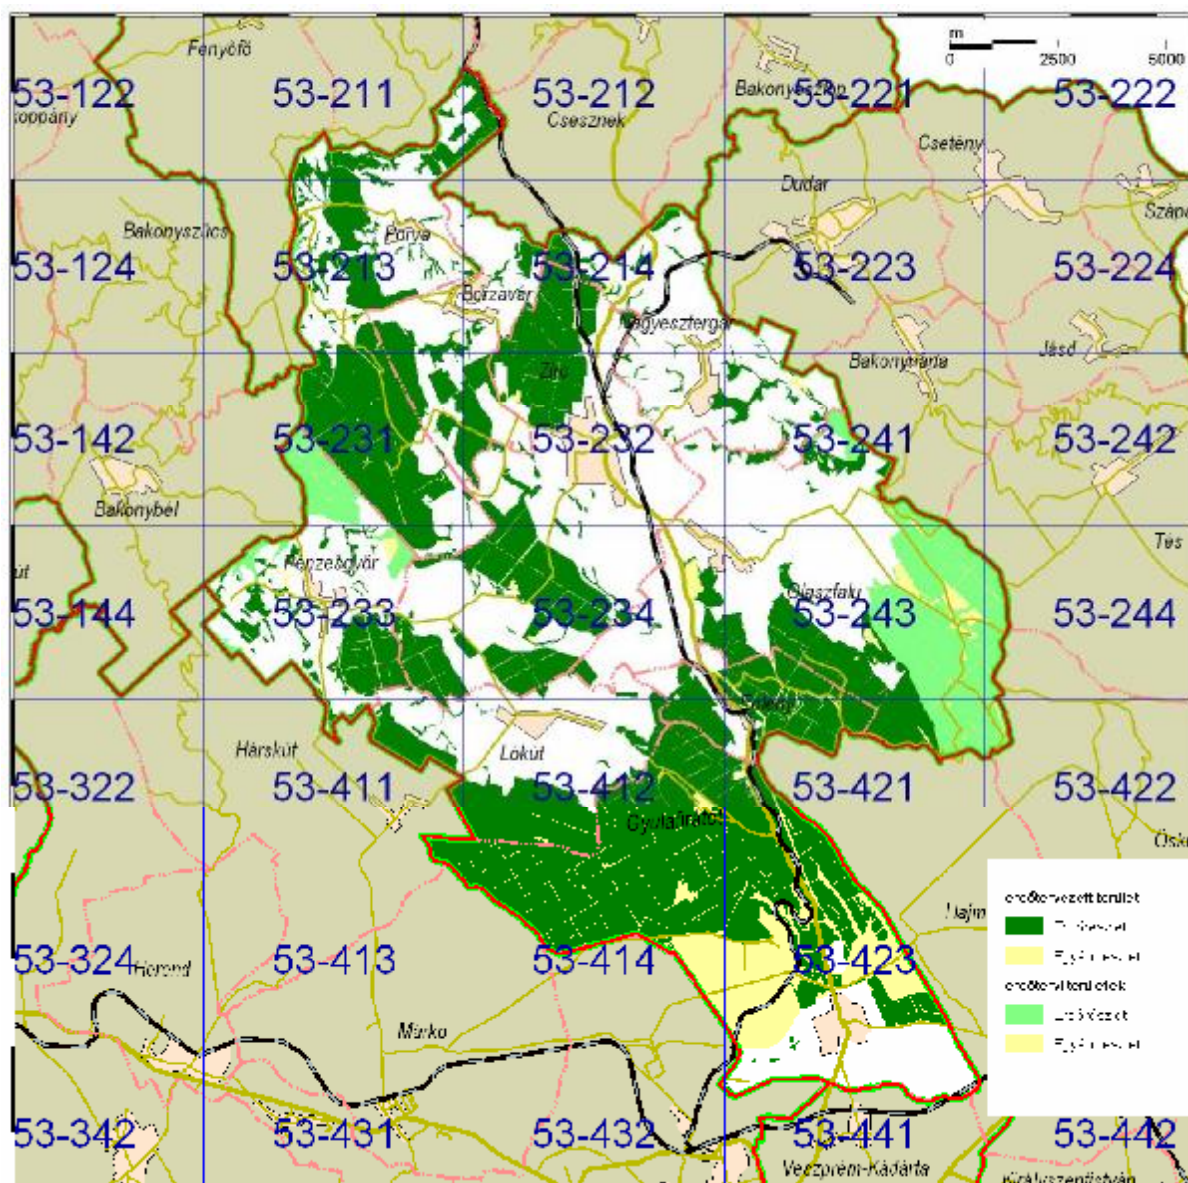 Fenyőfő
m
0 2500 5000
53-122 53-211 53-212 53-221 53-222
Csesznek
Csetény
Dudar
Bakonyszücs
Porva
53-124 53-213 53-214 53-223 53-224
Borzavár
Nagyesztergár
Jásd
Zirc
53-142 53-231 53-232 53-241 53-242
Bakonybél
Tés
Pénzesgyőr
Olaszfalu
53-144 53-233 53-234 53-243 53-244
Eplény
Hárskút
Lókút
53-322 53-411 53-412 53-421 53-422
Gyulafirátót
53-324 53-413 53-414 53-423
Herend
Márkó
53-342 53-431 53-432 53-441 53-442
Veszprém-Kádárta
Királyszentistván